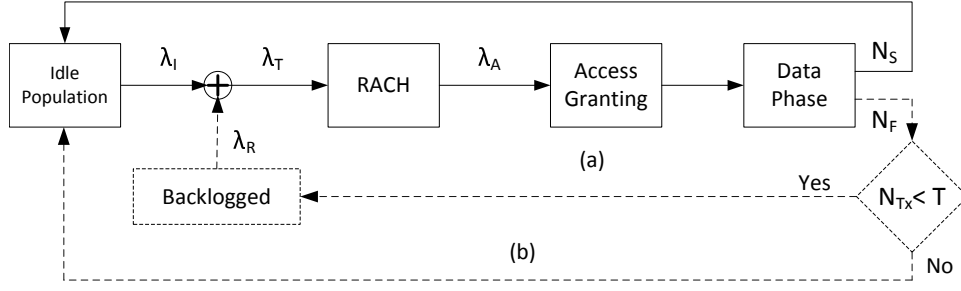 Idle
Population
λI
λT
RACH
λA
Access
Granting
Data
Phase
NS
NF
λR
(a)
Backlogged
Yes
NTx< T
(b)
No